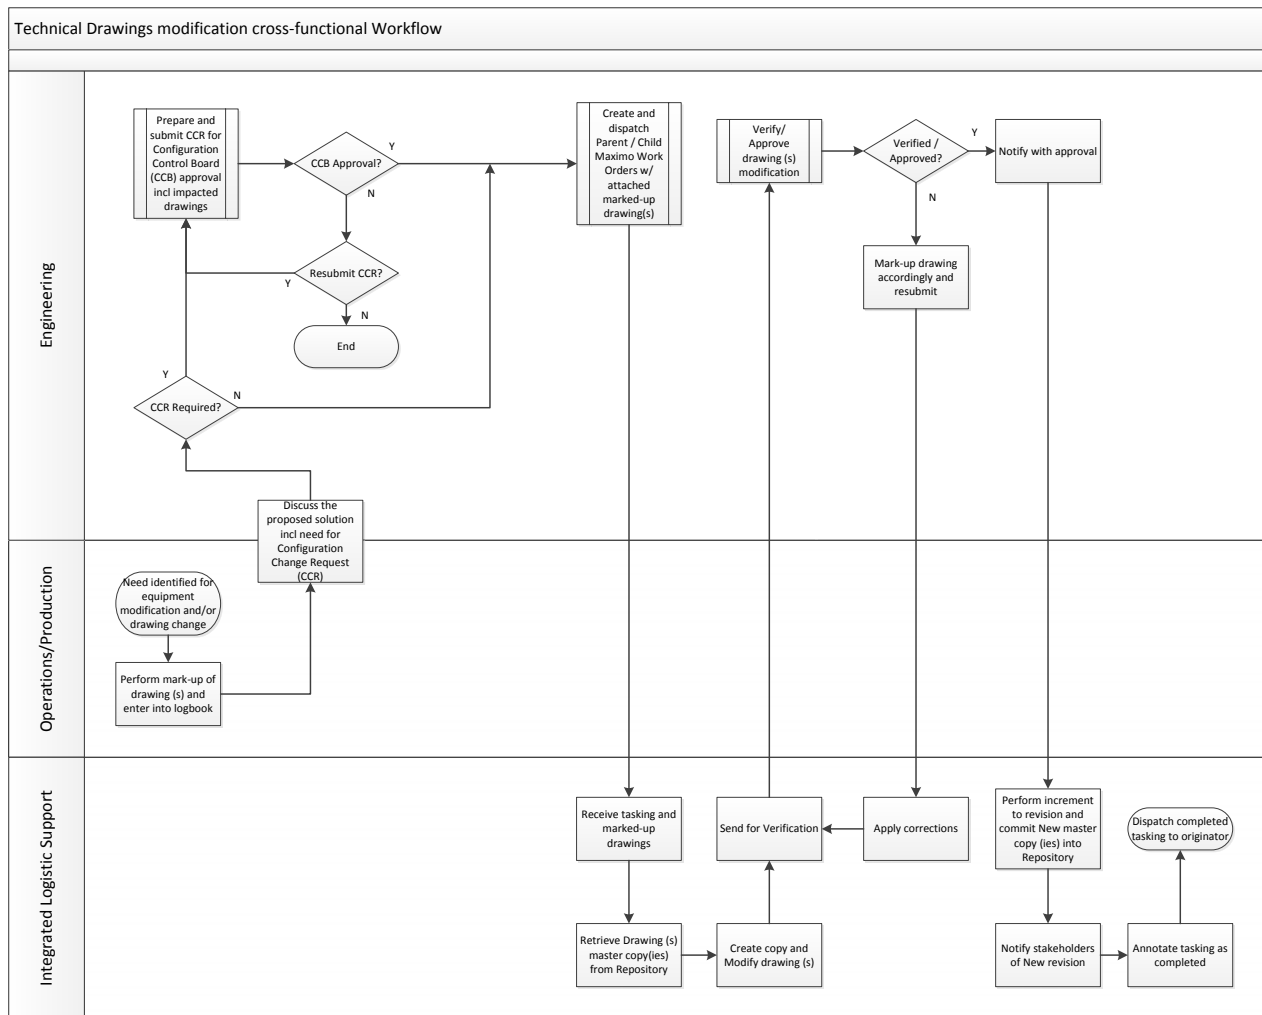 Technical Drawings modification cross-functional Workflow
Engineering
Prepare and
submit CCR for
Configuration
Control Board
(CCB) approval
incl impacted
drawings
CCB Approval?
Y
N
Resubmit CCR?
Y
N
End
Y
CCR Required?
N
Discuss the
proposed solution
incl need for
Configuration
Change Request
(CCR)
Create and
dispatch
Parent / Child
Maximo Work
Orders w/
attached
marked-up
drawing(s)
Verify/
Approve
drawing (s)
modification
Verified /
Approved?
Y
N
Notify with approval
Mark-up drawing
accordingly and
resubmit
Operations/Production
Need identified for
equipment
modification and/or
drawing change
Perform mark-up of
drawing (s) and
enter into logbook
Integrated Logistic Support
Receive tasking and
marked-up
drawings
Retrieve Drawing (s)
master copy(ies)
from Repository
Send for Verification
Create copy and
Modify drawing (s)
Apply corrections
Perform increment
to revision and
commit New master
copy (ies) into
Repository
Notify stakeholders
of New revision
Dispatch completed
tasking to originator
Annotate tasking as
completed